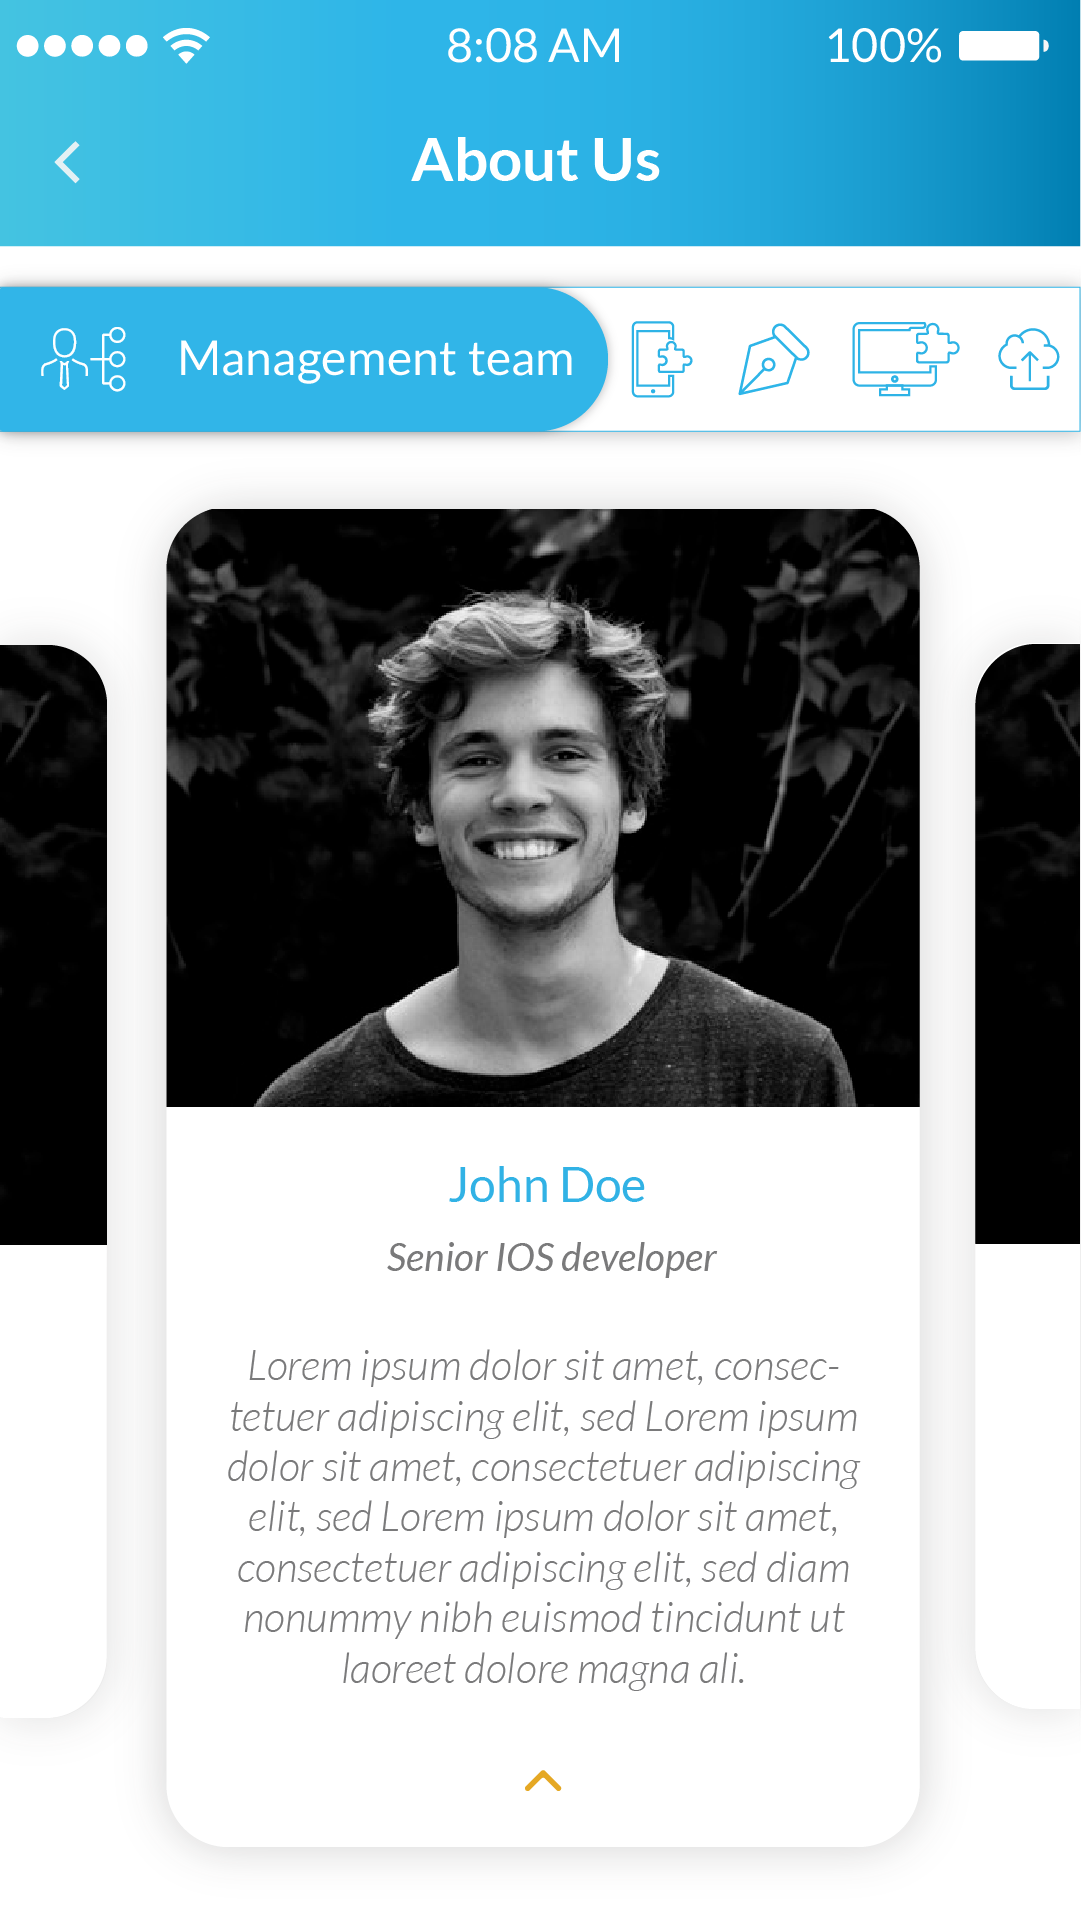 8:08 AM
100%
About Us
Management team
John Doe
Senior IOS developer
Lorem ipsum dolor sit amet, consec-
tetuer adipiscing elit, sed Lorem ipsum
dolor sit amet, consectetuer adipiscing
elit, sed Lorem ipsum dolor sit amet,
consectetuer adipiscing elit, sed diam
nonummy nibh euismod tincidunt ut
laoreet dolore magna ali.